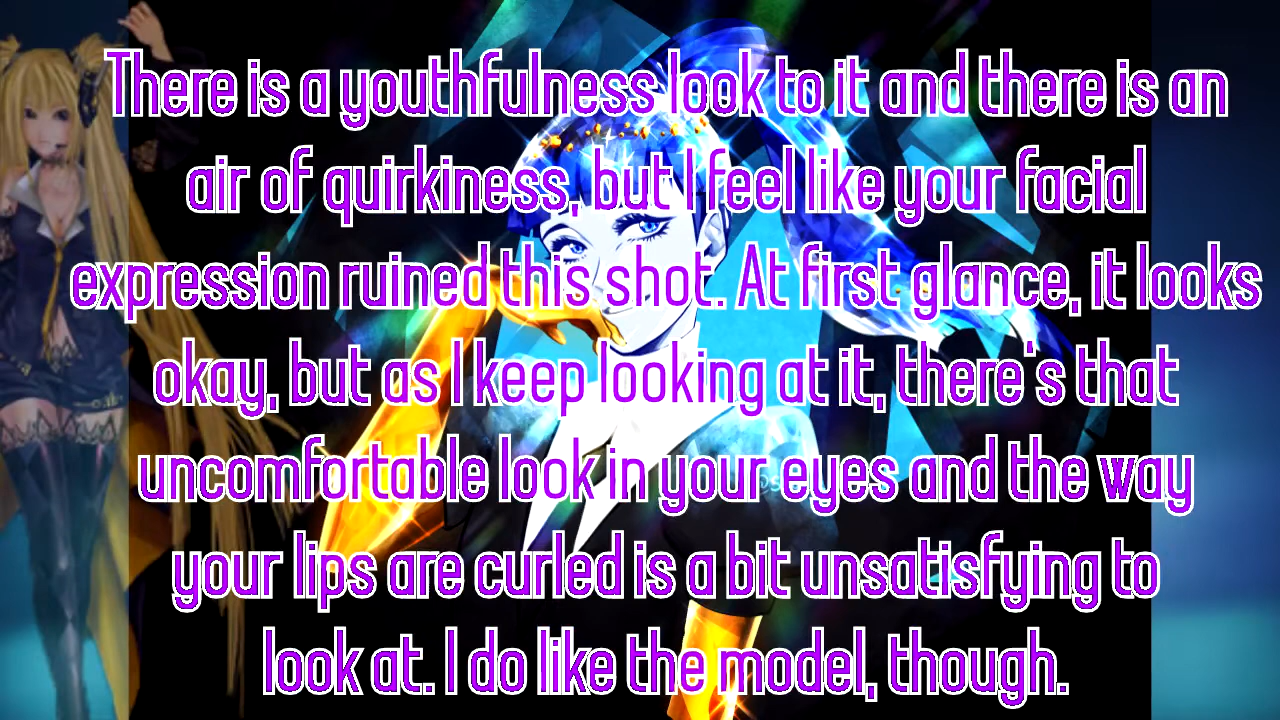 There is a youthfulness look to it and there is an
air of quirkiness, but I feel like your facial
expression ruined this shot. At first glance, it looks
okay, but as I keep looking at it, there's that
uncomfortable look in your eyes and the way
your lips are curled is a bit unsatisfying to
look at. I do like the model, though.